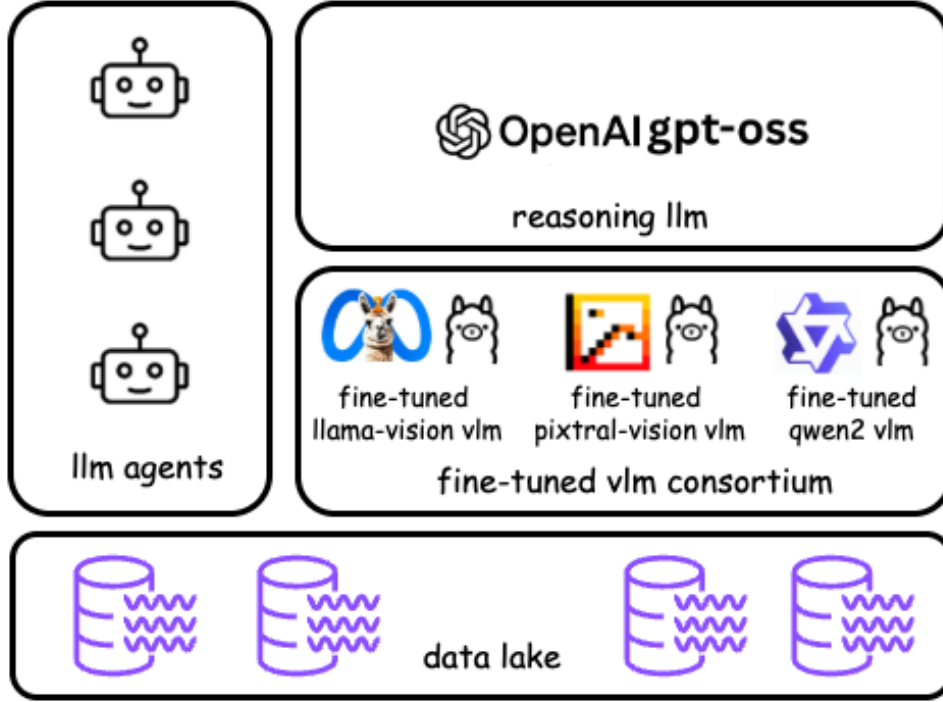 OpenAI gpt-oss
reasoning llm
fine-tuned
llama-vision vlm
fine-tuned
pixtral-vision vlm
fine-tuned
qwen2 vlm
fine-tuned vlm consortium
llm agents
data lake